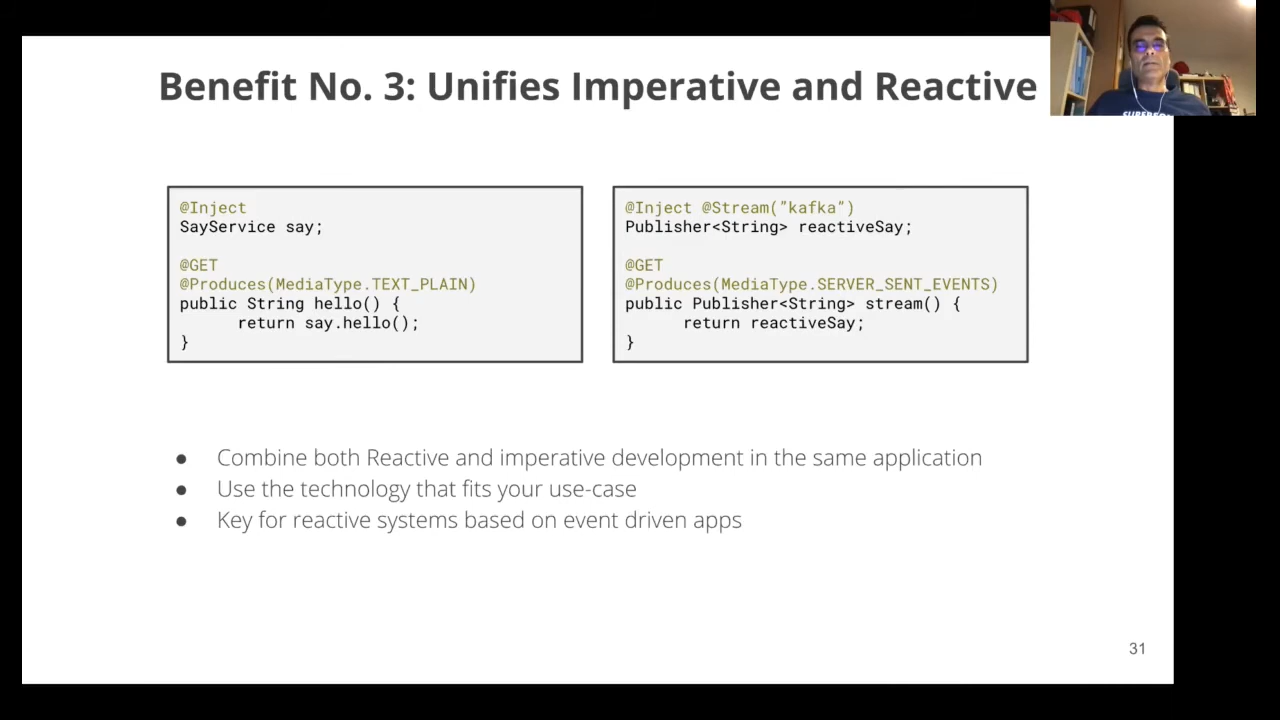 Benefit No. 3: Unifies Imperative and Reactive
@Inject
SayService say;
@GET
@Produces(MediaType.TEXT_PLAIN)
public String hello() {
return say.hello();
}
@Inject @Stream(”kafka”)
Publisher<String> reactiveSay;
@GET
@Produces(MediaType.SERVER_SENT_EVENTS)
public Publisher<String> stream() {
return reactiveSay;
}
● Combine both Reactive and imperative development in the same application
● Use the technology that fits your use-case
● Key for reactive systems based on event driven apps
31